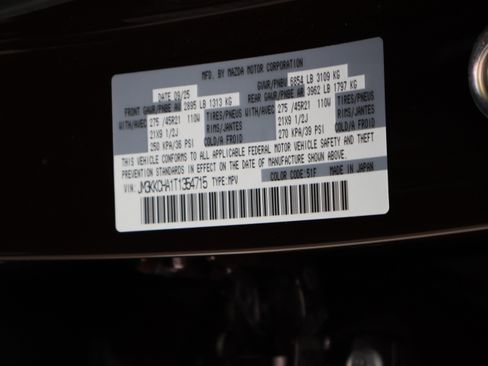 MFD. BY MAZDA MOTOR CORPORATION
DATE 09/25 GVWR/PNBV 6854 LB 3109 KG
FRONT GAWR/PNBE AV 2895 LB 1313 KG REAR GAWR/PNBE AR 3962 LB 1797 KG
WITH/AVEC 275 /45R21 110W TIRES/PNEUS WITH/AVEC 275 /45R21 110W TIRES/PNEUS
21X9 1/2J RIMS/JANTES 21X9 1/2J RIMS/JANTES
250 KPA/36 PSI COLD/A FROID 270 KPA/39 PSI COLD/A FROID
THIS VEHICLE CONFORMS TO ALL APPLICABLE FEDERAL MOTOR VEHICLE SAFETY AND THEFT
PREVENTION STANDARDS IN EFFECT ON THE DATE OF MANUFACTURE SHOWN ABOVE.
VIN: JM3KKCHA1T1354715 TYPE:MPV COLOR CODE:51F MADE IN JAPAN